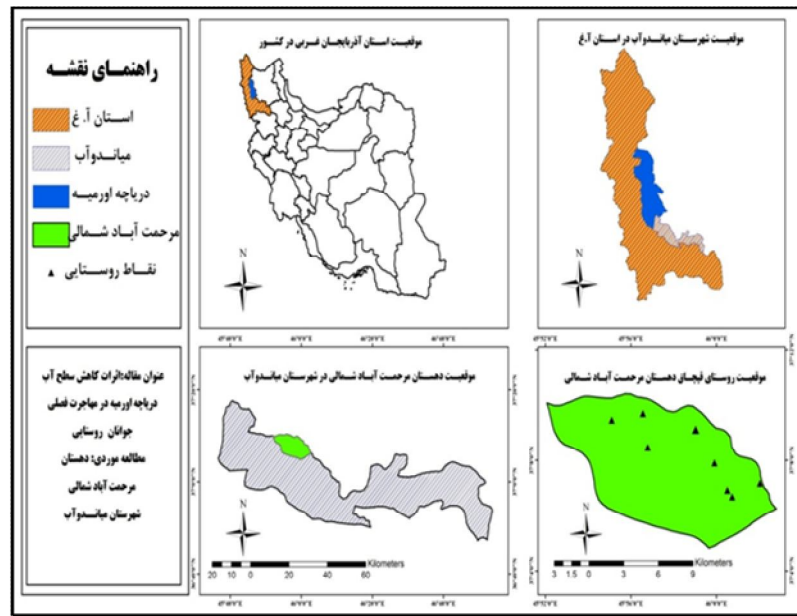 راهنمای نقشه
استان آ. غ
میاندوآب
دریاچه اورمیه
مرحمت آباد شمالی
نقاط روستایی
موقعیت استان آذربایجان غربی در کشور
N
موقعیت شهرستان میاندوآب در استان آ.غ
N
عنوان مقاله:اثرات کاهش سطح آب
دریاچه اورمیه در مهاجرت فصلی
جوانان روستایی
مطالعه موردی: دهستان
مرحمت آباد شمالی
شهرستان میاندوآب
موقعیت دهستان مرحمت آباد شمالی در شهرستان میاندوآب
N
Kilometers
20 10 0 20 40 60
موقعیت روستای قپچاق دهستان مرحمت آباد شمالی
N
Kilometers
3 1.5 0 3 6 9